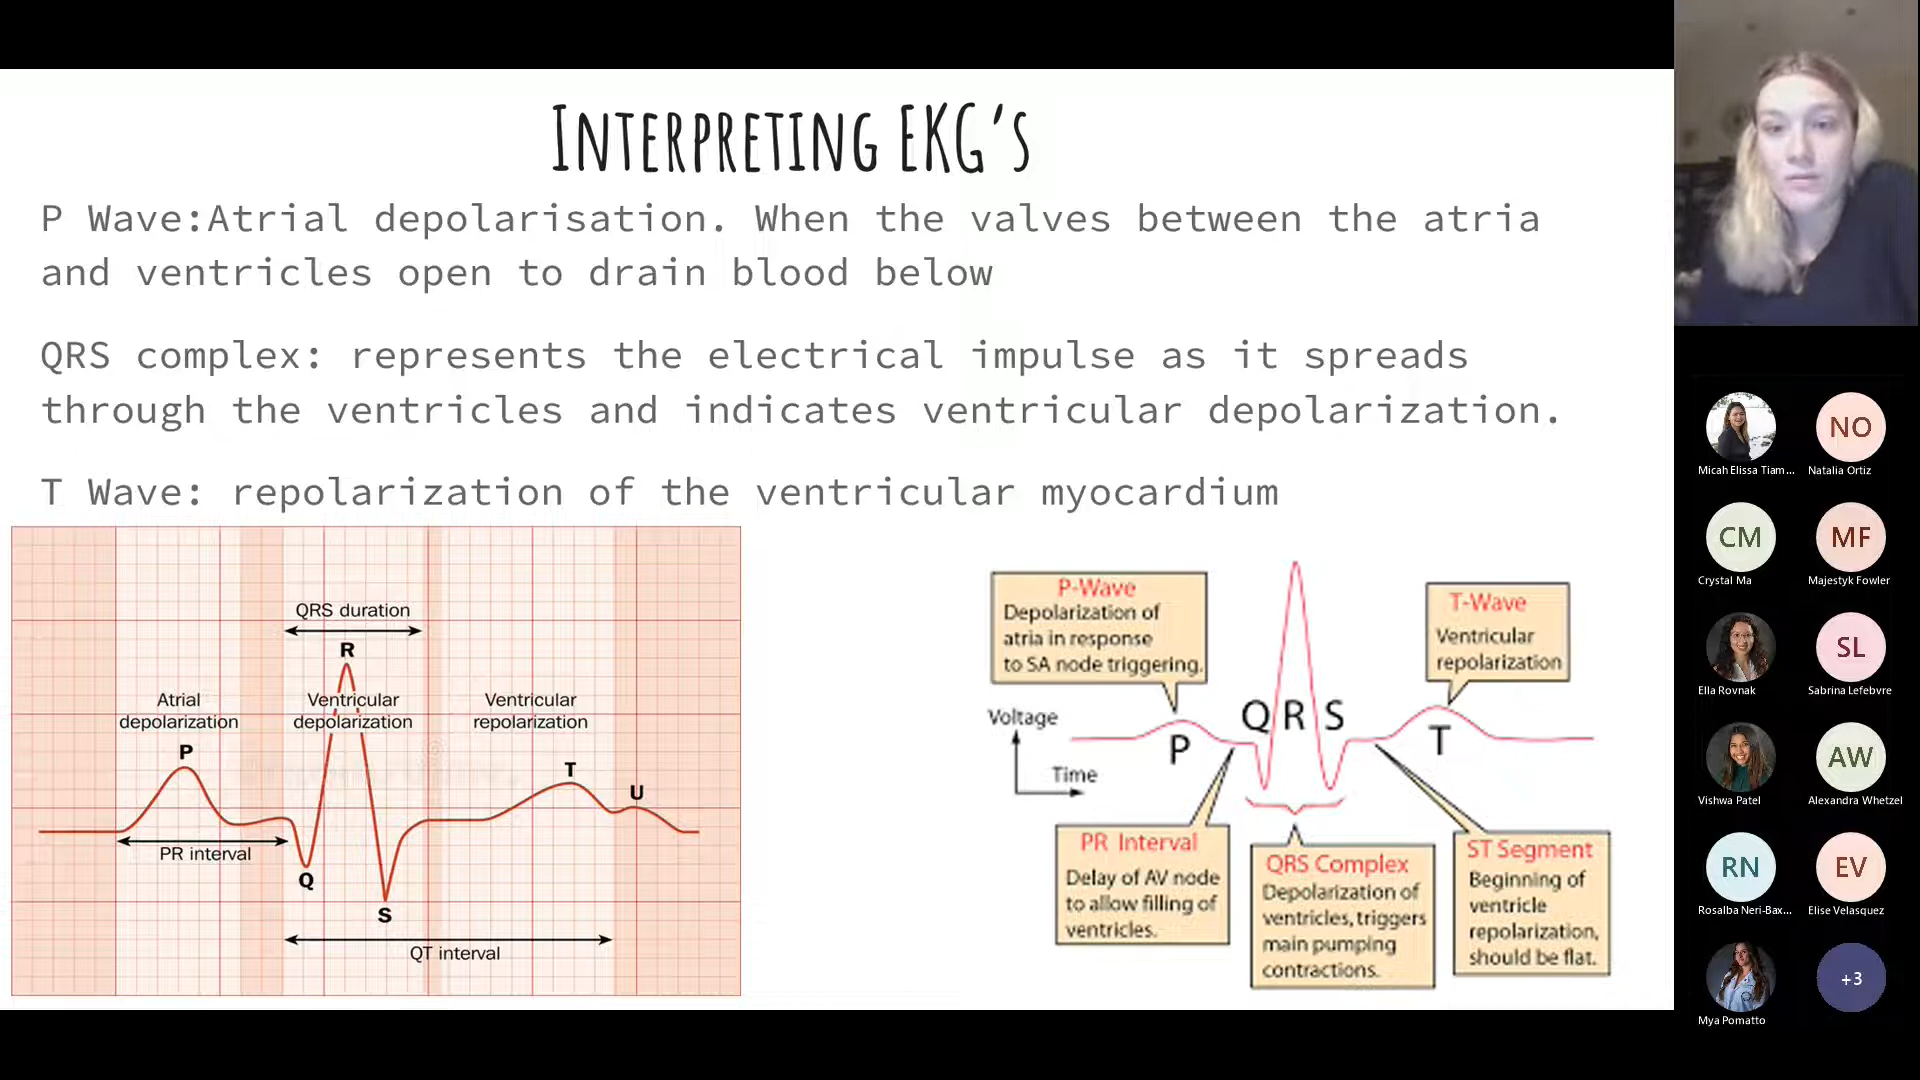 INTERPRETING EKG'S
P Wave:Atrial depolarisation. When the valves between the atria
and ventricles open to drain blood below
QRS complex: represents the electrical impulse as it spreads
through the ventricles and indicates ventricular depolarization.
T Wave: repolarization of the ventricular myocardium
QRS duration
R
Atrial
depolarization
Ventricular
depolarization
Ventricular
repolarization
P
T
U
PR interval
Q
S
QT interval
P-Wave
Depolarization of
atria in response
to SA node triggering.
T-Wave
Ventricular
repolarization
Voltage
Time
P
Q R S
T
PR Interval
Delay of AV node
to allow filling of
ventricles.
QRS Complex
Depolarization of
ventricles, triggers
main pumping
contractions.
ST Segment
Beginning of
ventricle
repolarization,
should be flat.
Micah Elissa Tiam...
NO
Natalia Ortiz
CM
Crystal Ma
MF
Majestyk Fowler
Ella Rovnak
SL
Sabrina Lefebvre
Vishwa Patel
AW
Alexandra Whetzel
RN
Rosalba Neri-Bax...
EV
Elise Velasquez
Mya Pomatto
+3